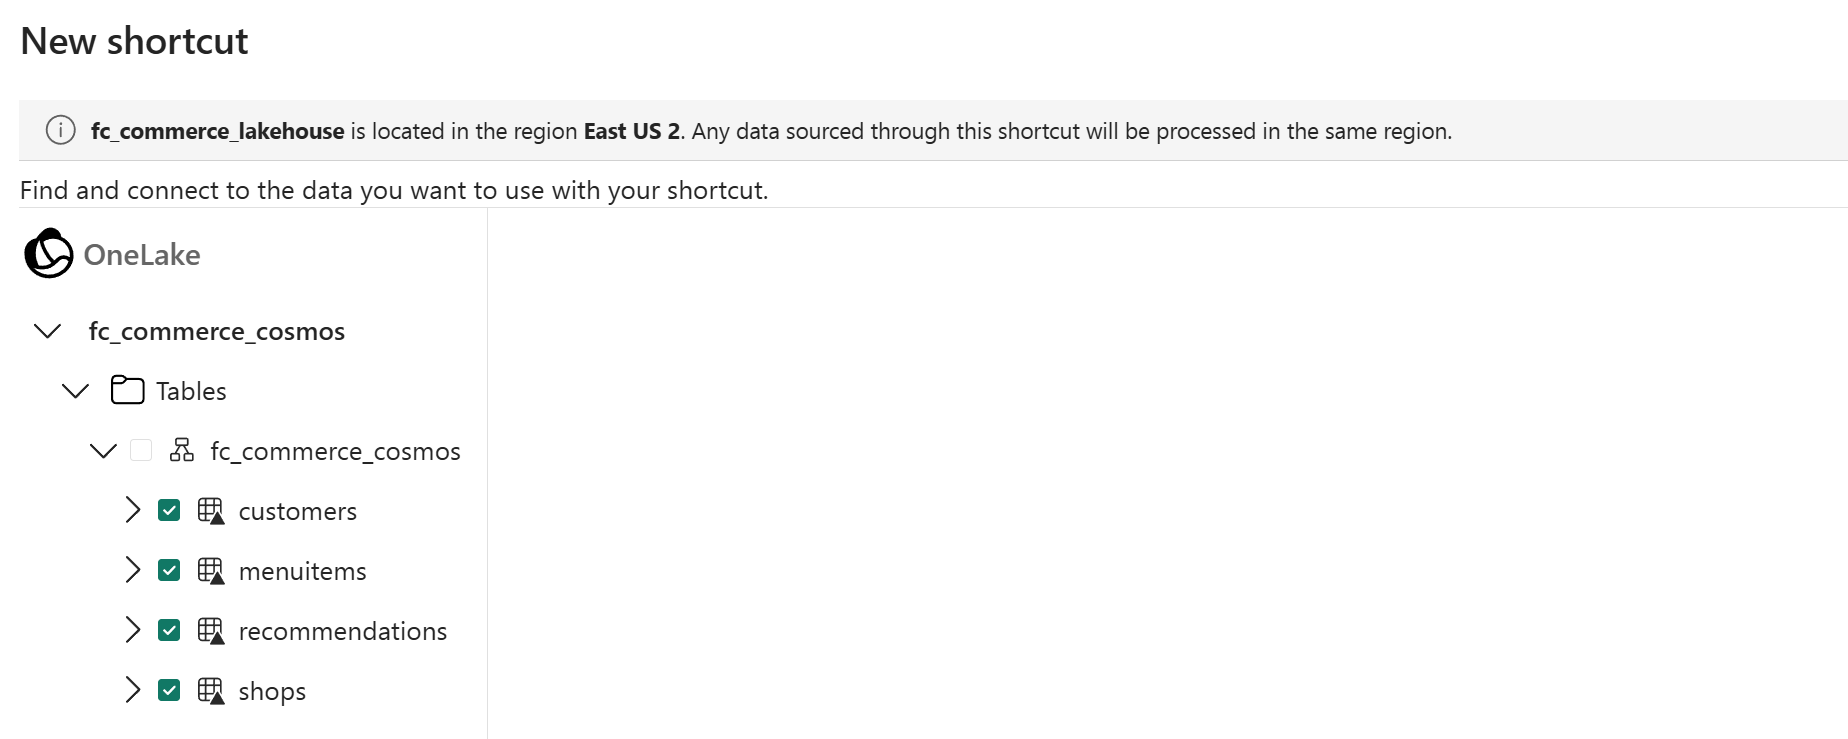 New shortcut
fc_commerce_lakehouse is located in the region East US 2. Any data sourced through this shortcut will be processed in the same region.
Find and connect to the data you want to use with your shortcut.
OneLake
fc_commerce_cosmos
Tables
fc_commerce_cosmos
customers
menuitems
recommendations
shops